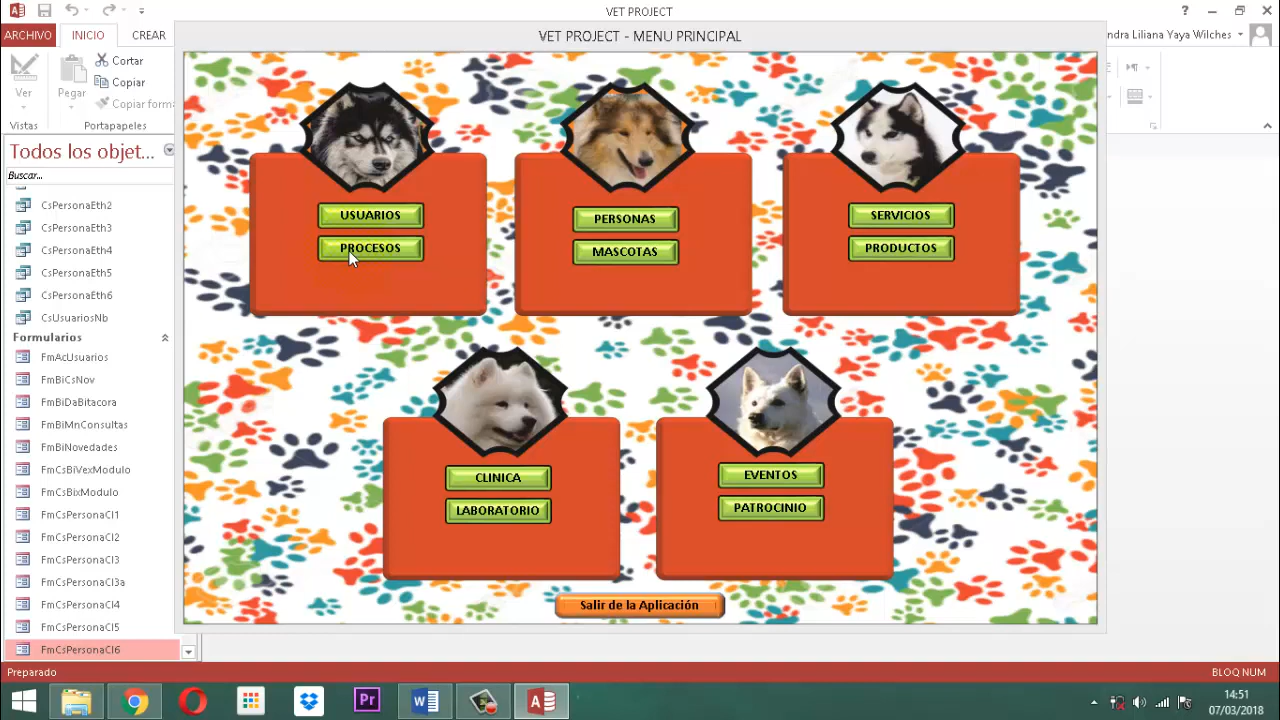 VET PROJECT
ARCHIVO INICIO CREAR
ndra Liliana Yaya Wilches
VET PROJECT - MENU PRINCIPAL
Ver
Pegar
Cortar
Copiar
Copiar form
Vistas
Portapapeles
Todos los objet...
Buscar...
CsPersonaEth2
CsPersonaEth3
CsPersonaEth4
CsPersonaEth5
CsPersonaEth6
CsUsuariosNb
Formularios
FmAcUsuarios
FmBiCsNov
FmBiDaBitacora
FmBiMnConsultas
FmBiNovedades
FmCsBiVexModulo
FmCsBixModulo
FmCsPersonaCl1
FmCsPersonaCl2
FmCsPersonaCl3
FmCsPersonaCl3a
FmCsPersonaCl4
FmCsPersonaCl5
FmCsPersonaCl6
USUARIOS
PROCESOS
PERSONAS
MASCOTAS
SERVICIOS
PRODUCTOS
CLINICA
LABORATORIO
EVENTOS
PATROCINIO
Salir de la Aplicación
Preparado
BLOQ NUM
Pr
14:51
07/03/2018